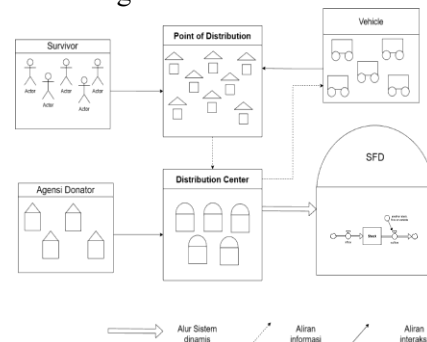 Survivor
Actor
Actor
Actor
Actor
Actor
Point of Distribution
Vehicle
Agensi Donator
Distribution Center
SFD
Stock
Alur Sistem
dinamis
Aliran
informasi
Aliran
interaks